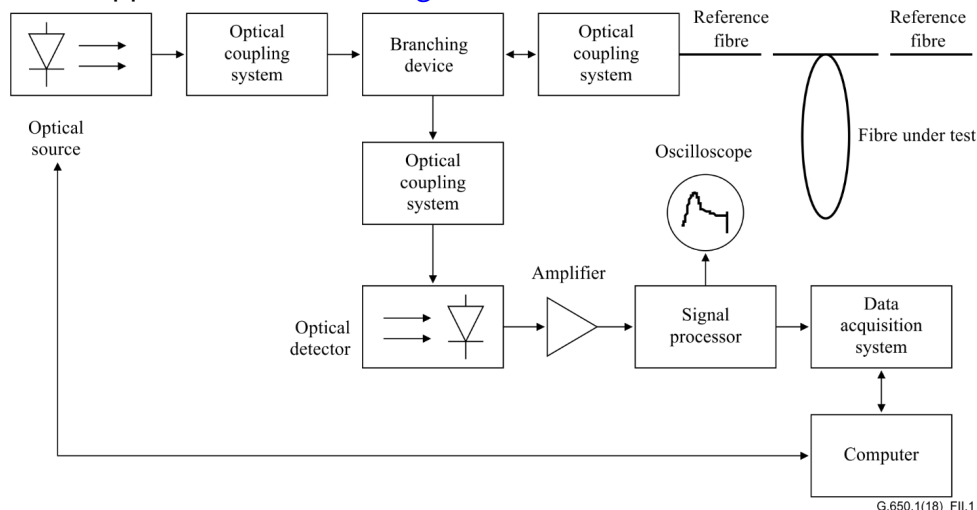 Reference
fibre
Reference
fibre
Optical
coupling
system
Branching
device
Optical
coupling
system
Optical
source
Fibre under test
Optical
coupling
system
Oscilloscope
Amplifier
Optical
detector
Signal
processor
Data
acquisition
system
Computer
G.650.1(18)_FII.1